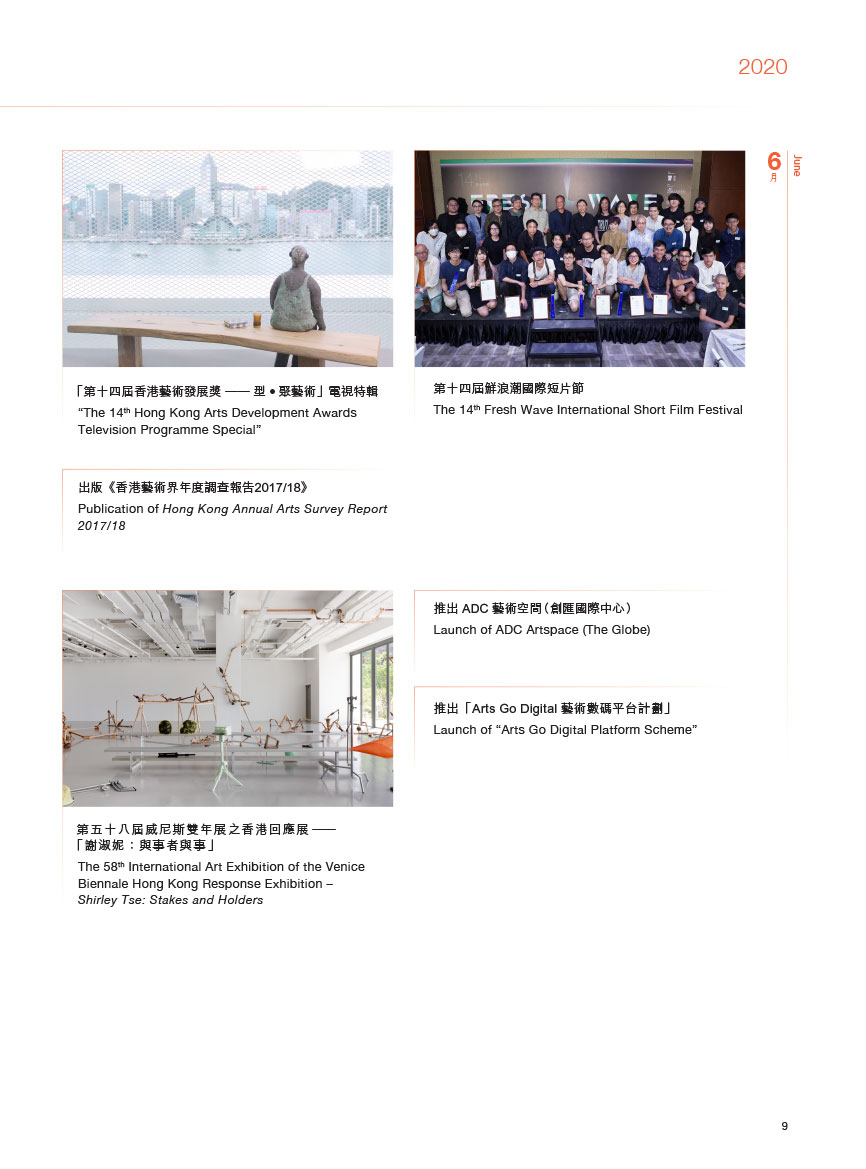 2020
6
月
June
14th
FRESH WAVE
「第十四屆香港藝術發展獎 —— 型 • 聚藝術」電視特輯
“The 14th Hong Kong Arts Development Awards
Television Programme Special”
第十四屆鮮浪潮國際短片節
The 14th Fresh Wave International Short Film Festival
出版《香港藝術界年度調查報告2017/18》
Publication of Hong Kong Annual Arts Survey Report
2017/18
推出 ADC 藝術空間（創匯國際中心）
Launch of ADC Artspace (The Globe)
推出「Arts Go Digital 藝術數碼平台計劃」
Launch of “Arts Go Digital Platform Scheme”
第五十八屆威尼斯雙年展之香港回應展 ——
「謝淑妮：與事者與事」
The 58th International Art Exhibition of the Venice
Biennale Hong Kong Response Exhibition –
Shirley Tse: Stakes and Holders
9